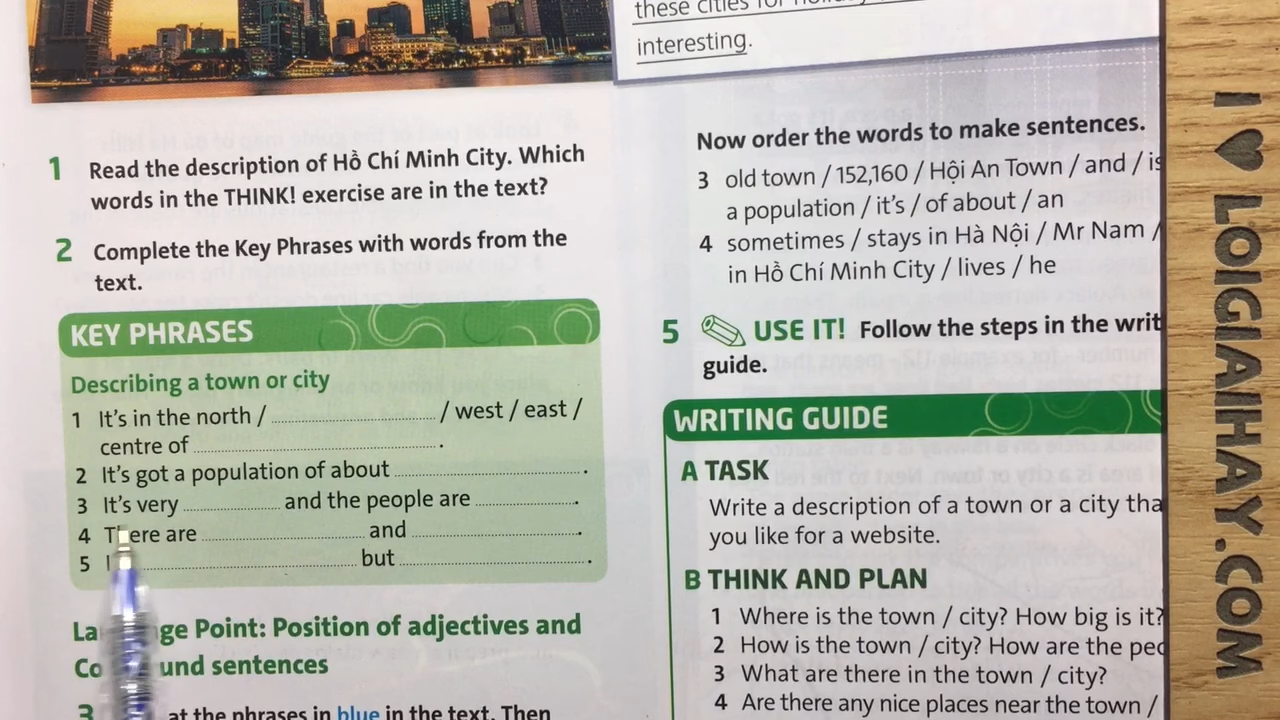 these cities for
interesting.
1 Read the description of Hồ Chí Minh City. Which
words in the THINK! exercise are in the text?
2 Complete the Key Phrases with words from the
text.
KEY PHRASES
Describing a town or city
1 It's in the north / ............ / west / east /
centre of ............ .
2 It's got a population of about ............ .
3 It's very ............ and the people are ............ .
4 There are ............ and ............ .
5 I ............ but ............ .
Language Point: Position of adjectives and
Compound sentences
3 at the phrases in blue in the text. Then
Now order the words to make sentences.
3 old town / 152,160 / Hội An Town / and / is
a population / it's / of about / an
4 sometimes / stays in Hà Nội / Mr Nam /
in Hồ Chí Minh City / lives / he
5 USE IT! Follow the steps in the writ
guide.
WRITING GUIDE
A TASK
Write a description of a town or a city tha
you like for a website.
B THINK AND PLAN
1 Where is the town / city? How big is it?
2 How is the town / city? How are the peo
3 What are there in the town / city?
4 Are there any nice places near the town /
I ♥ LOIGIAIHAY.COM